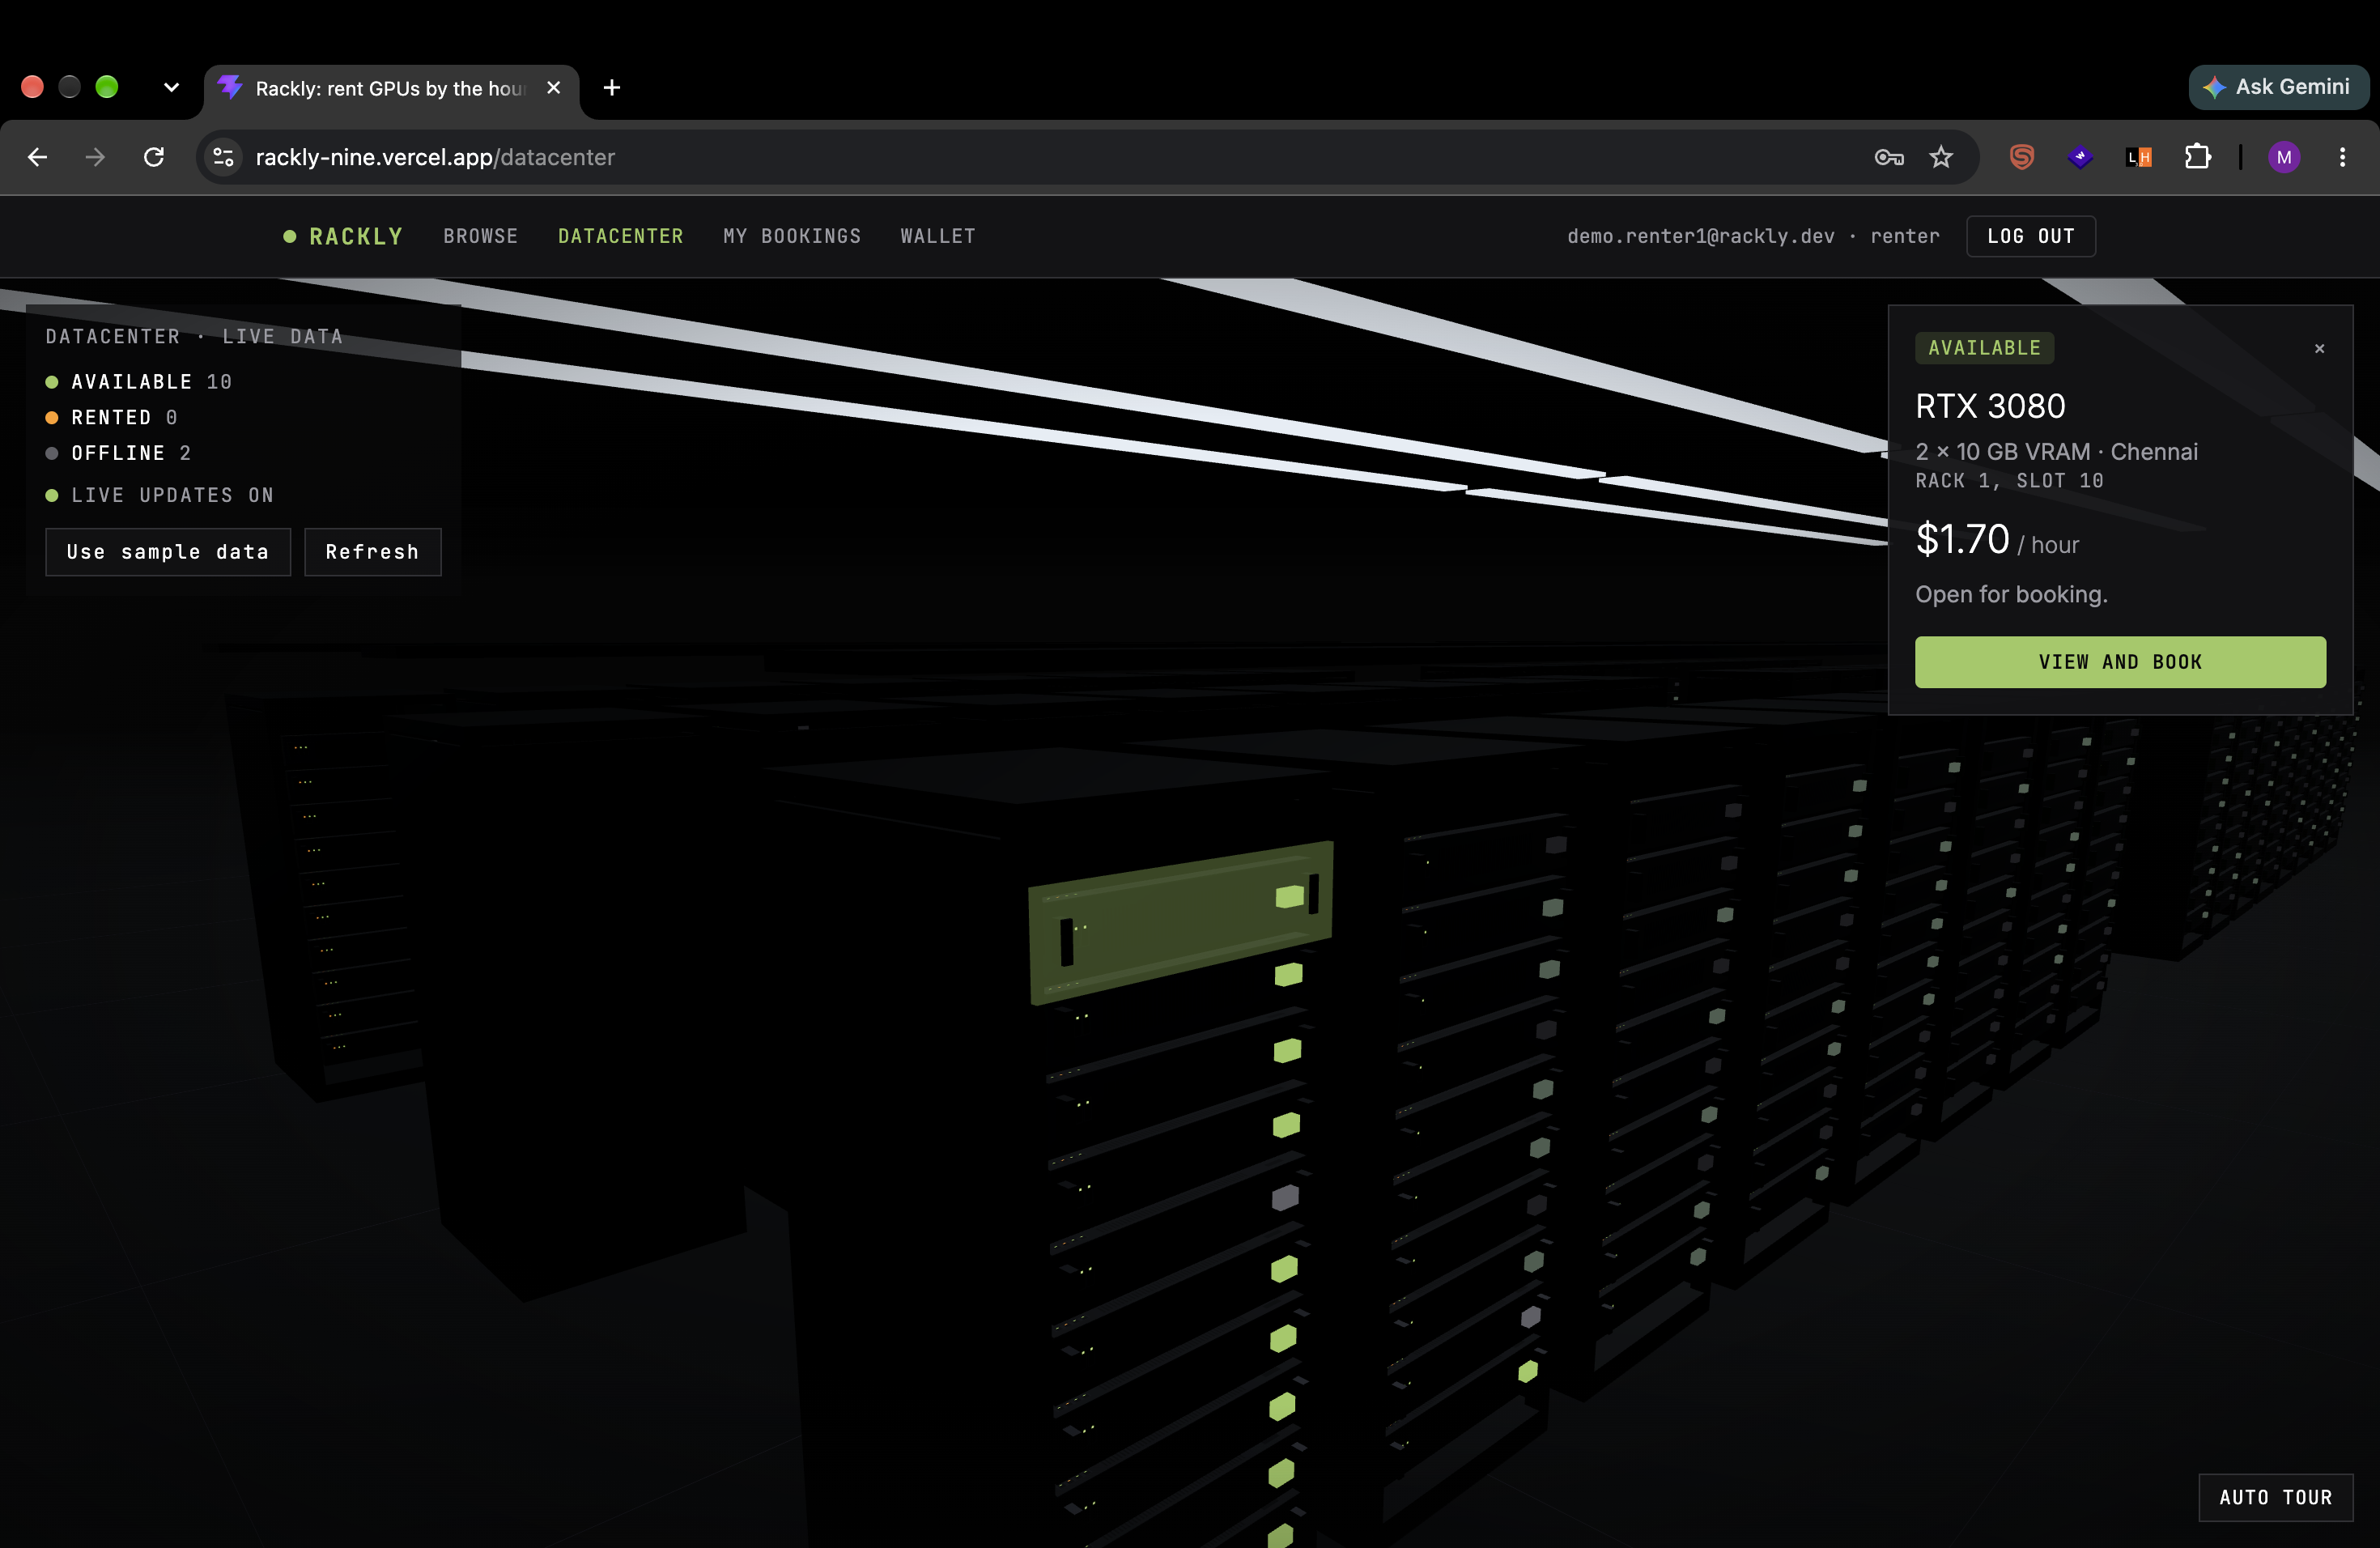 Rackly: rent GPUs by the hour
Ask Gemini
rackly-nine.vercel.app/datacenter
L H
M
RACKLY BROWSE DATACENTER MY BOOKINGS WALLET demo.renter1@rackly.dev · renter LOG OUT
DATACENTER · LIVE DATA
AVAILABLE 10
RENTED 0
OFFLINE 2
LIVE UPDATES ON
Use sample data Refresh
AVAILABLE ×
RTX 3080
2 × 10 GB VRAM · Chennai
RACK 1, SLOT 10
$1.70 / hour
Open for booking.
VIEW AND BOOK
AUTO TOUR